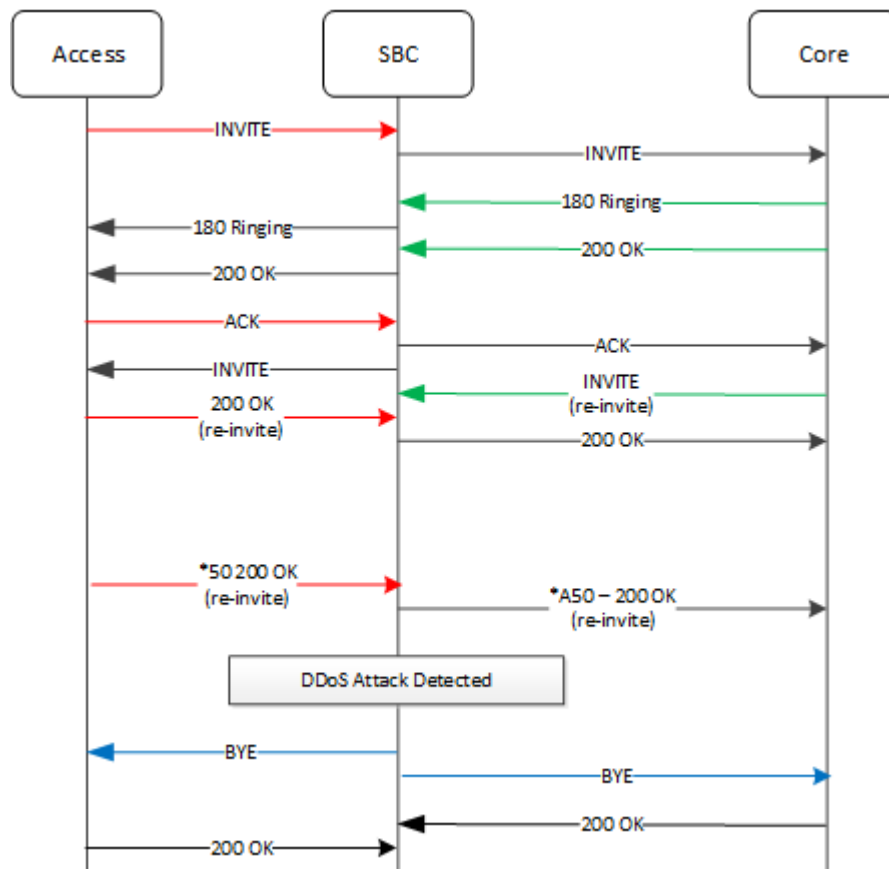 Access
SBC
Core
INVITE
INVITE
180 Ringing
180 Ringing
200 OK
200 OK
ACK
ACK
INVITE
INVITE
(re-invite)
200 OK
(re-invite)
200 OK
*50 200 OK
(re-invite)
*A50 – 200 OK
(re-invite)
DDoS Attack Detected
BYE
BYE
200 OK
200 OK